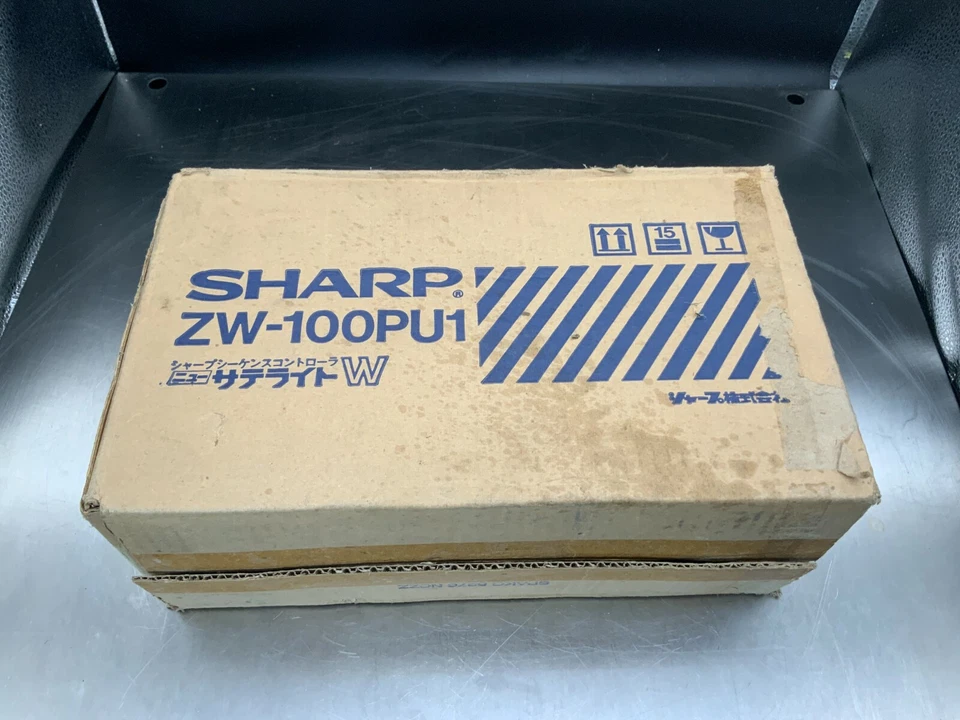 15
SHARP®
ZW-100PU1
シャープシーケンスコントローラ
ニューサテライトW
シャープ株式会社